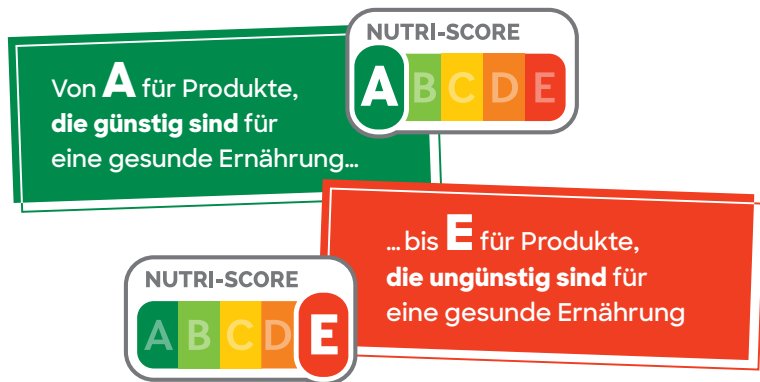 NUTRI-SCORE
A B C D E
Von A für Produkte,
die günstig sind für
eine gesunde Ernährung...
...bis E für Produkte,
die ungünstig sind für
eine gesunde Ernährung
NUTRI-SCORE
A B C D E